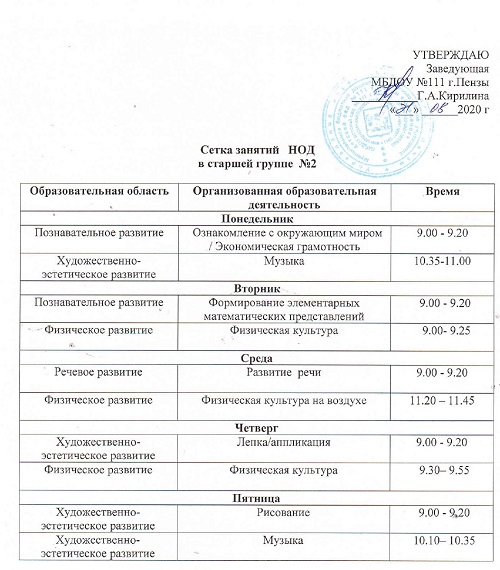 УТВЕРЖДАЮ
Заведующая
МБДОУ №111 г.Пензы
Г.А.Кирилина
« 31 » 08 2020 г
Сетка занятий НОД
в старшей группе №2
Образовательная область Организованная образовательная Время
деятельность
Понедельник
Познавательное развитие Ознакомление с окружающим миром 9.00 - 9.20
/ Экономическая грамотность
Художественно- Музыка 10.35-11.00
эстетическое развитие
Вторник
Познавательное развитие Формирование элементарных 9.00 - 9.20
математических представлений
Физическое развитие Физическая культура 9.00- 9.25
Среда
Речевое развитие Развитие речи 9.00 - 9.20
Физическое развитие Физическая культура на воздухе 11.20 – 11.45
Четверг
Художественно- Лепка/аппликация 9.00 - 9.20
эстетическое развитие
Физическое развитие Физическая культура 9.30– 9.55
Пятница
Художественно- Рисование 9.00 - 9.20
эстетическое развитие
Художественно- Музыка 10.10– 10.35
эстетическое развитие